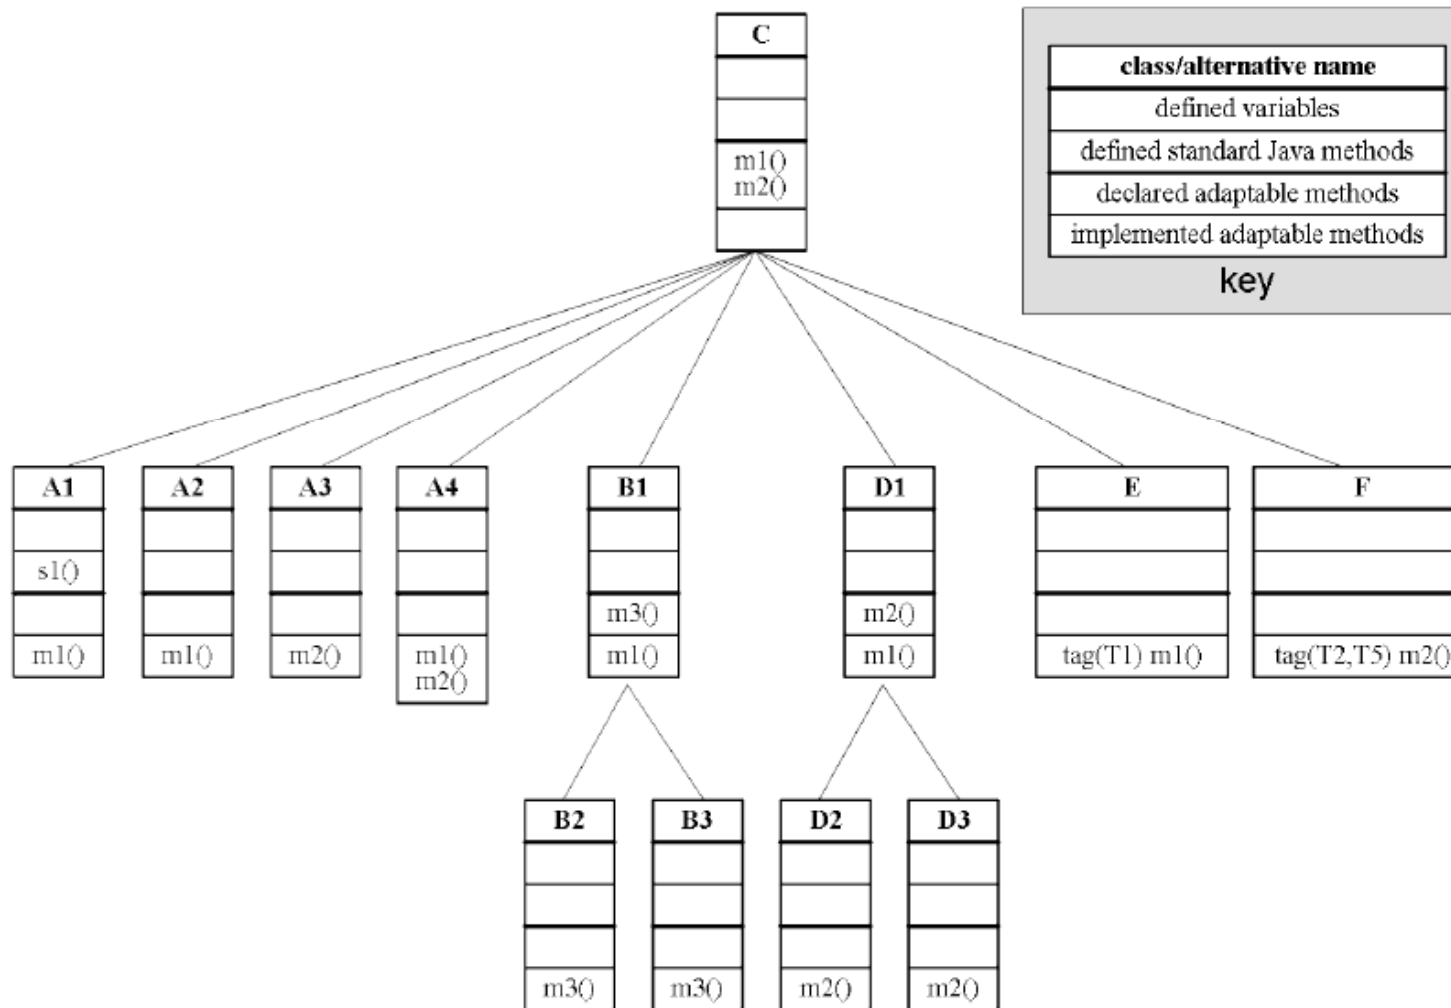 C
m1()
m2()
class/alternative name
defined variables
defined standard Java methods
declared adaptable methods
implemented adaptable methods
key
A1
s1()
m1()
A2
m1()
A3
m2()
A4
m1()
m2()
B1
m3()
m1()
D1
m2()
m1()
E
tag(T1) m1()
F
tag(T2,T5) m2()
B2
m3()
B3
m3()
D2
m2()
D3
m2()